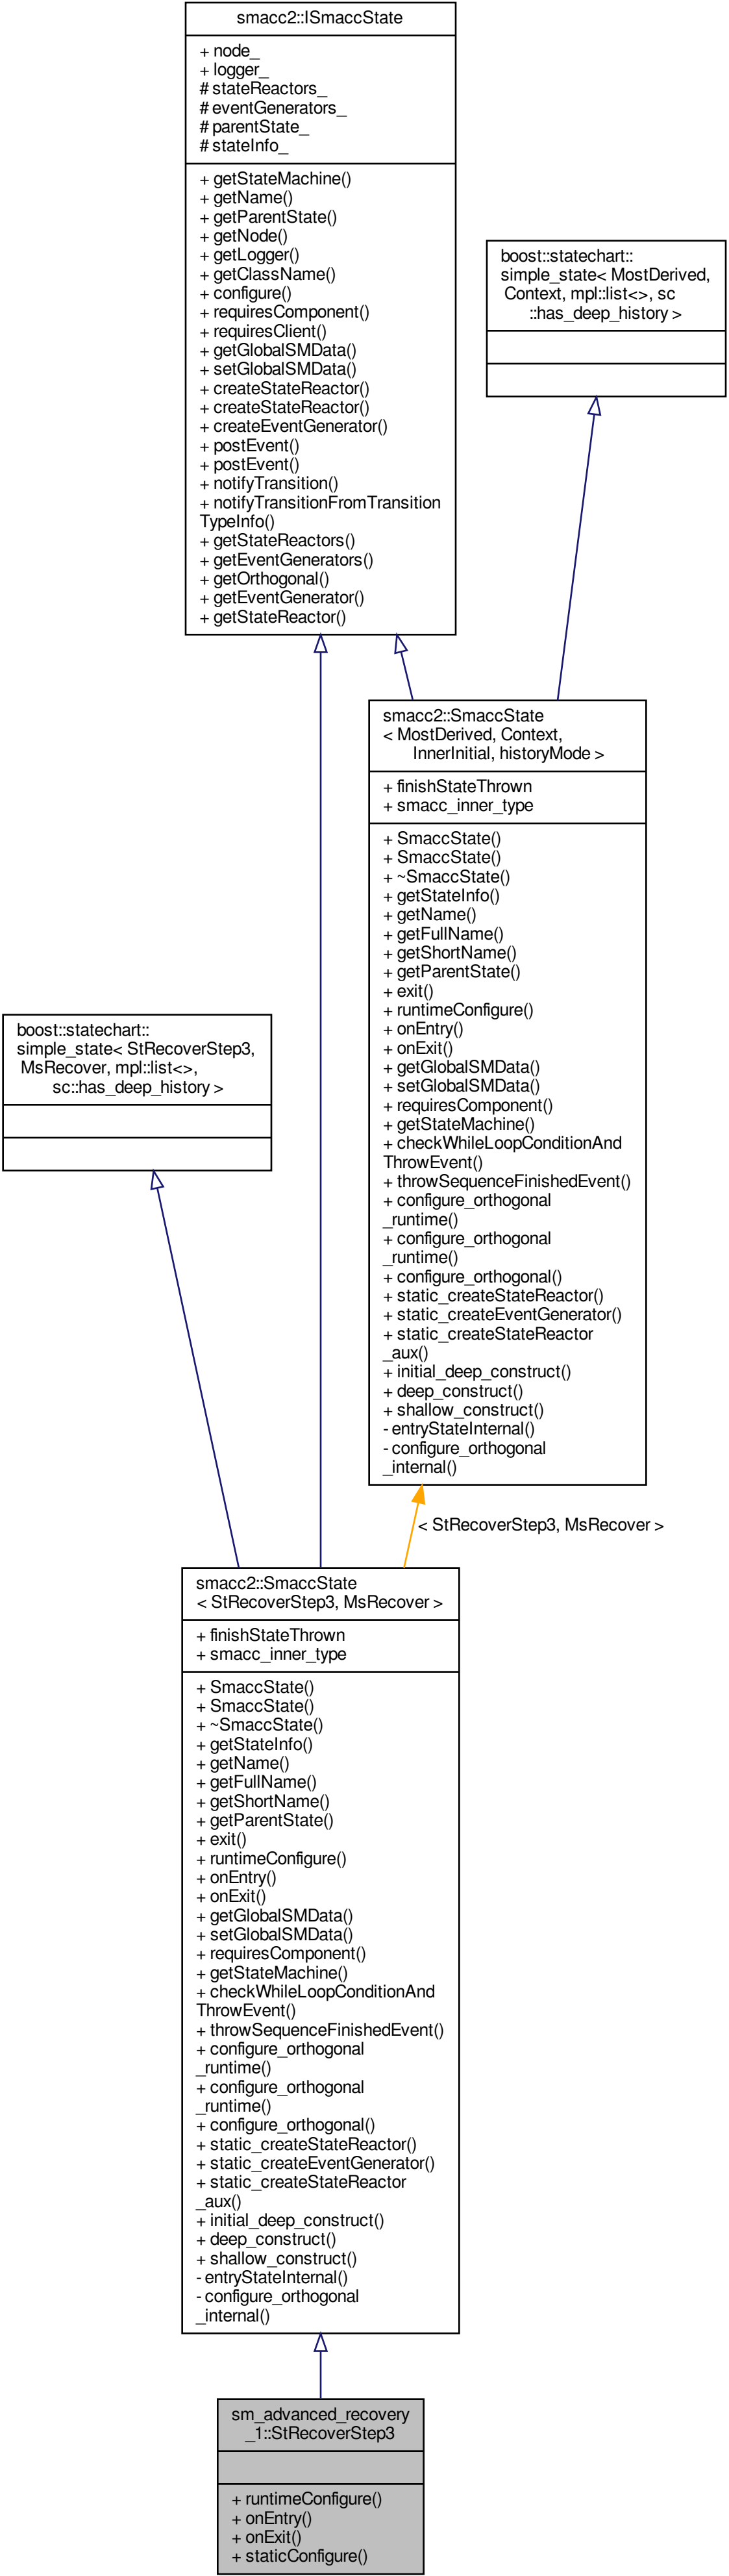 smacc2::ISmaccState
+ node_
+ logger_
# stateReactors_
# eventGenerators_
# parentState_
# stateInfo_
+ getStateMachine()
+ getName()
+ getParentState()
+ getNode()
+ getLogger()
+ getClassName()
+ configure()
+ requiresComponent()
+ requiresClient()
+ getGlobalSMData()
+ setGlobalSMData()
+ createStateReactor()
+ createStateReactor()
+ createEventGenerator()
+ postEvent()
+ postEvent()
+ notifyTransition()
+ notifyTransitionFromTransition
TypeInfo()
+ getStateReactors()
+ getEventGenerators()
+ getOrthogonal()
+ getEventGenerator()
+ getStateReactor()
boost::statechart::
simple_state< MostDerived,
Context, mpl::list<>, sc
::has_deep_history >
smacc2::SmaccState
< MostDerived, Context,
InnerInitial, historyMode >
+ finishStateThrown
+ smacc_inner_type
+ SmaccState()
+ SmaccState()
+ ~SmaccState()
+ getStateInfo()
+ getName()
+ getFullName()
+ getShortName()
+ getParentState()
+ exit()
+ runtimeConfigure()
+ onEntry()
+ onExit()
+ getGlobalSMData()
+ setGlobalSMData()
+ requiresComponent()
+ getStateMachine()
+ checkWhileLoopConditionAnd
ThrowEvent()
+ throwSequenceFinishedEvent()
+ configure_orthogonal
_runtime()
+ configure_orthogonal
_runtime()
+ configure_orthogonal()
+ static_createStateReactor()
+ static_createEventGenerator()
+ static_createStateReactor
_aux()
+ initial_deep_construct()
+ deep_construct()
+ shallow_construct()
- entryStateInternal()
- configure_orthogonal
_internal()
boost::statechart::
simple_state< StRecoverStep3,
MsRecover, mpl::list<>,
sc::has_deep_history >
< StRecoverStep3, MsRecover >
smacc2::SmaccState
< StRecoverStep3, MsRecover >
+ finishStateThrown
+ smacc_inner_type
+ SmaccState()
+ SmaccState()
+ ~SmaccState()
+ getStateInfo()
+ getName()
+ getFullName()
+ getShortName()
+ getParentState()
+ exit()
+ runtimeConfigure()
+ onEntry()
+ onExit()
+ getGlobalSMData()
+ setGlobalSMData()
+ requiresComponent()
+ getStateMachine()
+ checkWhileLoopConditionAnd
ThrowEvent()
+ throwSequenceFinishedEvent()
+ configure_orthogonal
_runtime()
+ configure_orthogonal
_runtime()
+ configure_orthogonal()
+ static_createStateReactor()
+ static_createEventGenerator()
+ static_createStateReactor
_aux()
+ initial_deep_construct()
+ deep_construct()
+ shallow_construct()
- entryStateInternal()
- configure_orthogonal
_internal()
sm_advanced_recovery
_1::StRecoverStep3
+ runtimeConfigure()
+ onEntry()
+ onExit()
+ staticConfigure()